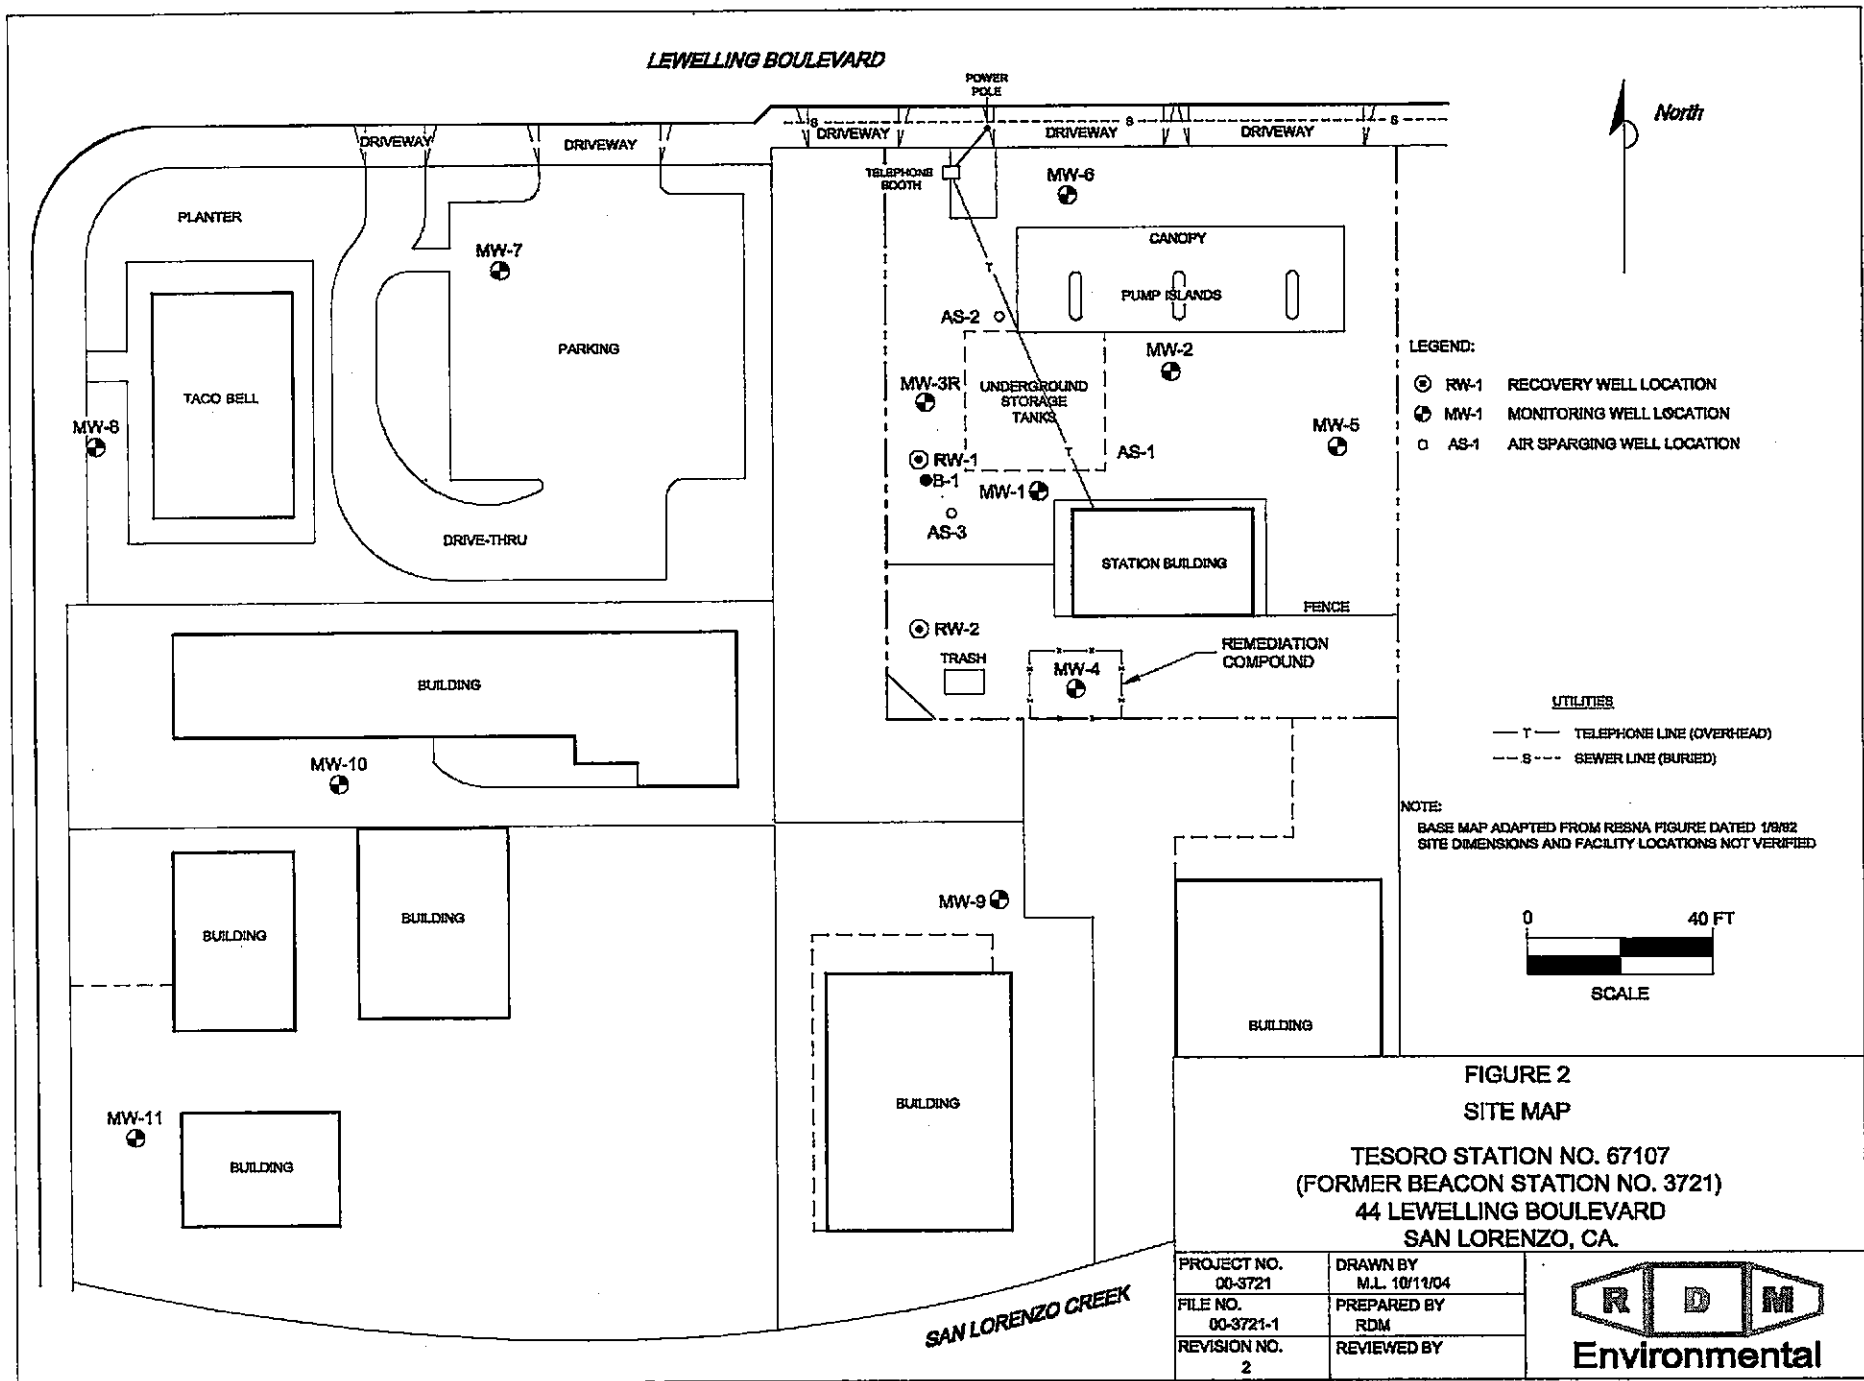 LEWELLING BOULEVARD
POWER
POLE
North
DRIVEWAY
DRIVEWAY
S
DRIVEWAY
DRIVEWAY
S
DRIVEWAY
S
TELEPHONE
BOOTH
MW-6
PLANTER
MW-7
CANOPY
T
PUMP ISLANDS
AS-2
PARKING
MW-2
LEGEND:
RW-1 RECOVERY WELL LOCATION
MW-1 MONITORING WELL LOCATION
AS-1 AIR SPARGING WELL LOCATION
MW-3R
UNDERGROUND
STORAGE
TANKS
TACO BELL
MW-8
MW-5
T
AS-1
RW-1
B-1
MW-1
AS-3
DRIVE-THRU
STATION BUILDING
FENCE
RW-2
TRASH
MW-4
REMEDIATION
COMPOUND
BUILDING
UTILITIES
T TELEPHONE LINE (OVERHEAD)
S SEWER LINE (BURIED)
MW-10
NOTE:
BASE MAP ADAPTED FROM RESNA FIGURE DATED 1/9/92
SITE DIMENSIONS AND FACILITY LOCATIONS NOT VERIFIED
MW-9
BUILDING
BUILDING
0 40 FT
SCALE
BUILDING
BUILDING
MW-11
BUILDING
SAN LORENZO CREEK
FIGURE 2
SITE MAP
TESORO STATION NO. 67107
(FORMER BEACON STATION NO. 3721)
44 LEWELLING BOULEVARD
SAN LORENZO, CA.
PROJECT NO.
00-3721
DRAWN BY
M.L. 10/11/04
FILE NO.
00-3721-1
PREPARED BY
RDM
REVISION NO.
2
REVIEWED BY
R D M
Environmental